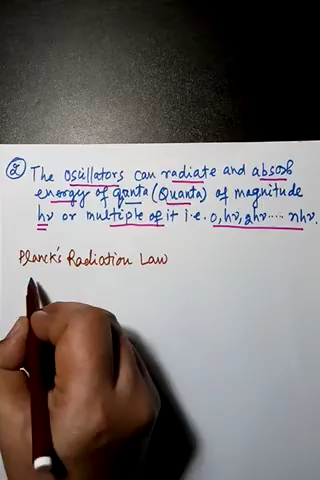 ② The oscillators can radiate and absorb
energy of qnta (Quanta) of magnitude
hν or multiple of it i.e. 0, hν, 2hν.... nhν.
Planck's Radiation Law